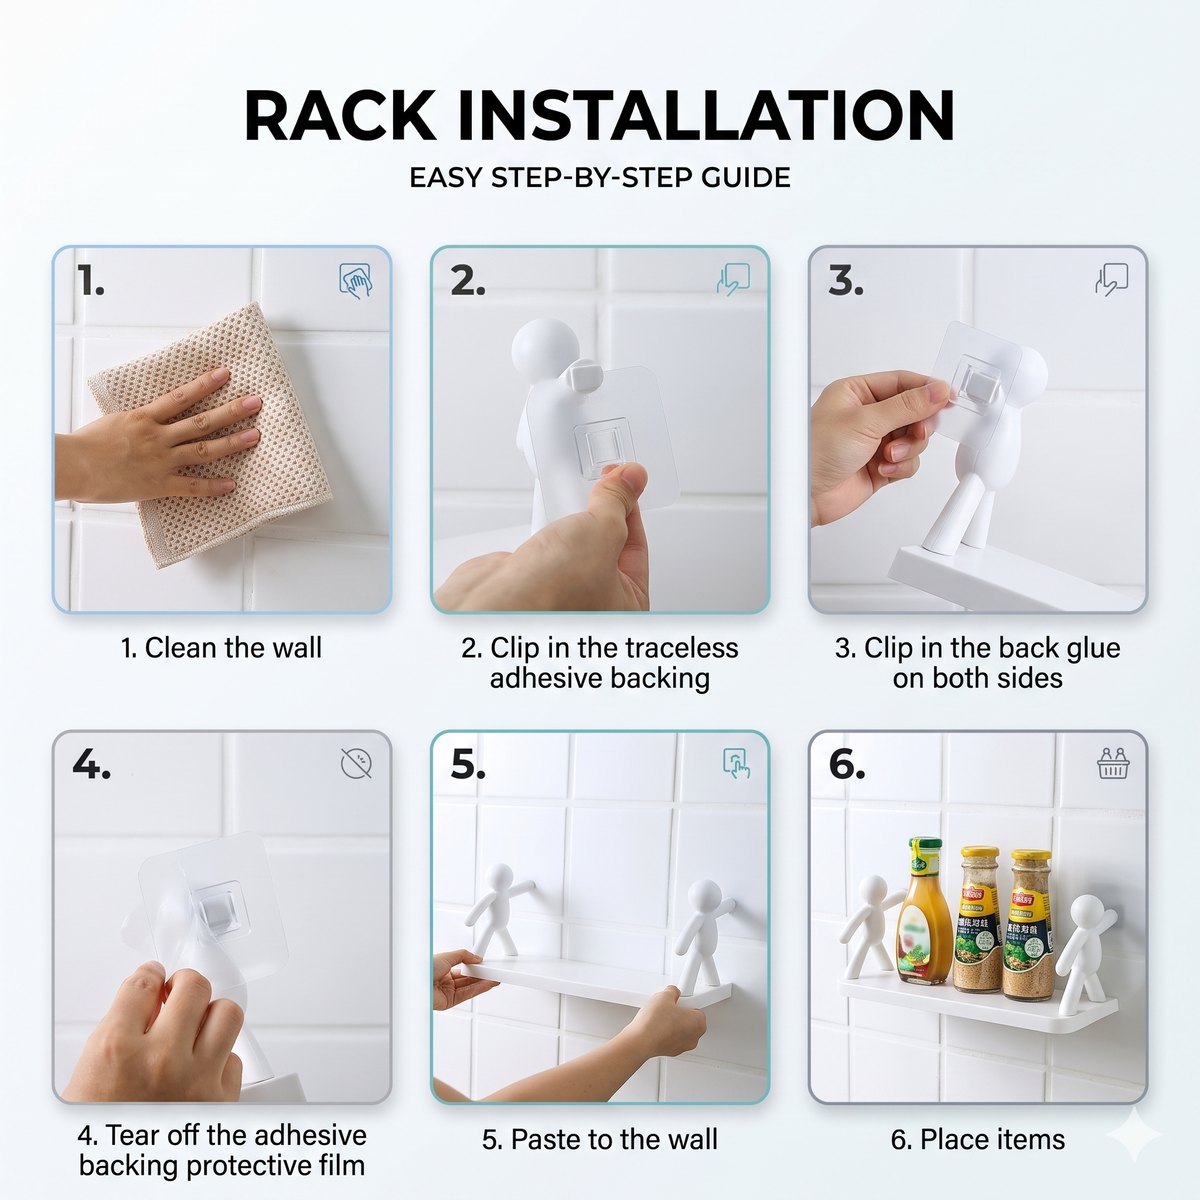 RACK INSTALLATION
EASY STEP-BY-STEP GUIDE
1.
2.
3.
1. Clean the wall
2. Clip in the traceless
adhesive backing
3. Clip in the back glue
on both sides
4.
5.
6.
4. Tear off the adhesive
backing protective film
5. Paste to the wall
6. Place items